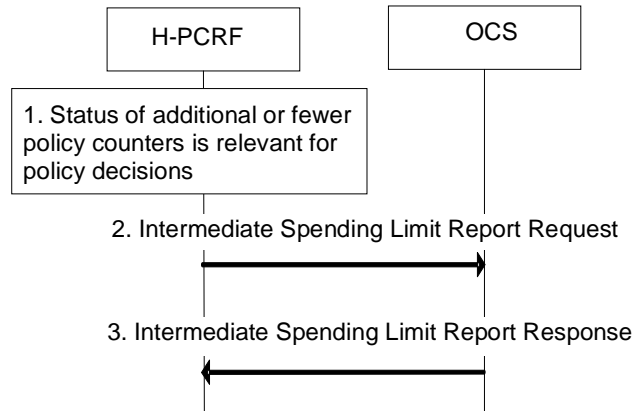 H-PCRF
OCS
1. Status of additional or fewer
policy counters is relevant for
policy decisions
2. Intermediate Spending Limit Report Request
3. Intermediate Spending Limit Report Response